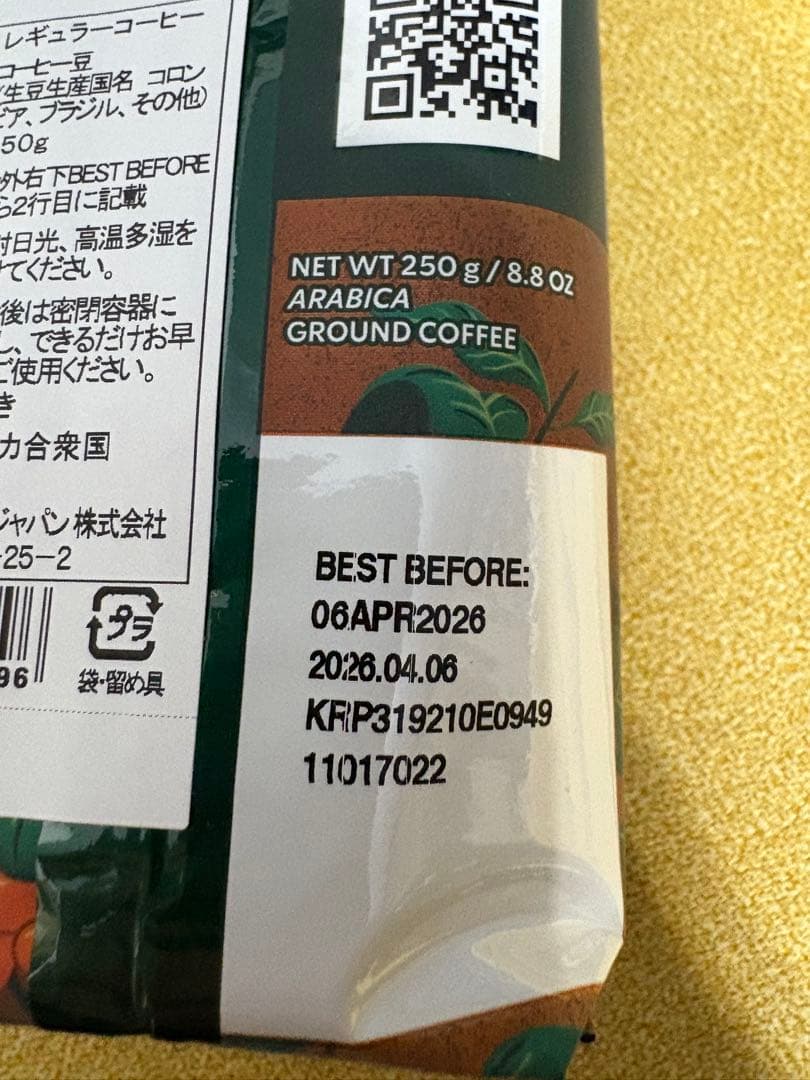 レギュラーコーヒー
コーヒー豆
(生豆生産国名 コロン
ビア、ブラジル、その他)
50g
外右下BEST BEFORE
ら2行目に記載
射日光、高温多湿を
けてください。
後は密閉容器に
し、できるだけお早
ご使用ください。
き
カ合衆国
ジャパン株式会社
-25-2
96
プラ
袋・留め具
NET WT 250 g / 8.8 OZ
ARABICA
GROUND COFFEE
BEST BEFORE:
06APR2026
2026.04.06
KRP319210E0949
11017022